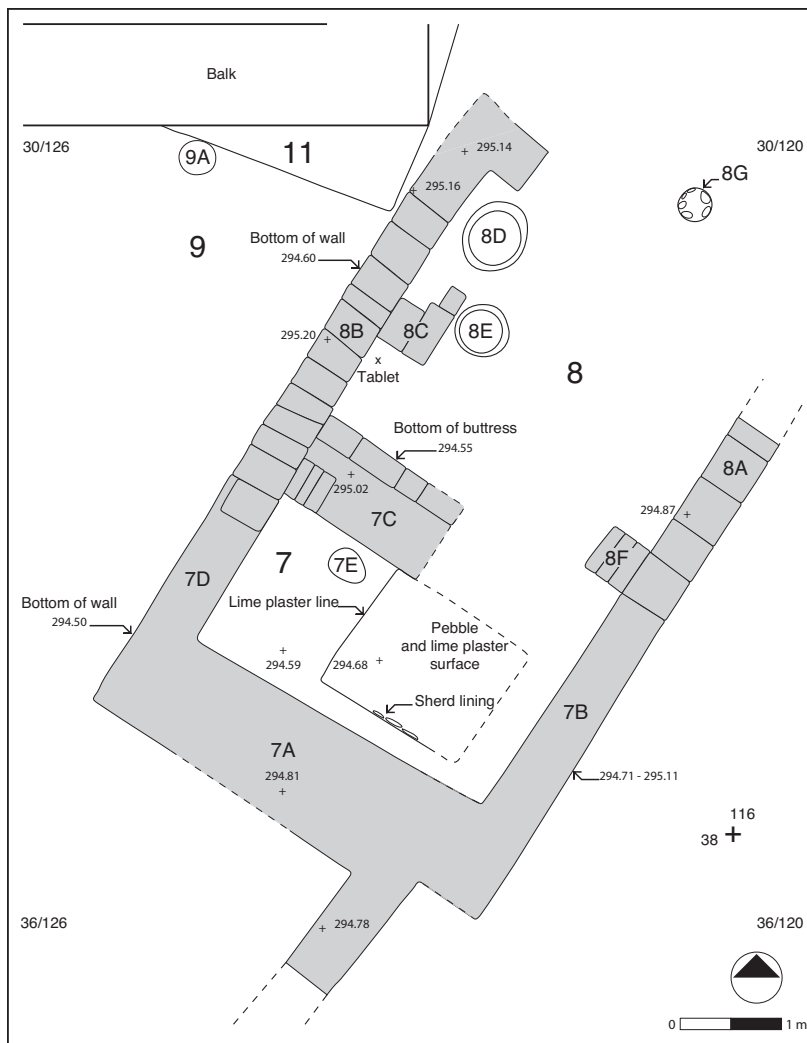 Balk
30/126
9A
11
295.14
30/120
295.16
8G
9
Bottom of wall
294.60
8D
8B
8C
8E
295.20
x
Tablet
8
Bottom of buttress
294.55
8A
295.02
294.87
7C
7
7E
8F
7D
Lime plaster line
Bottom of wall
294.50
Pebble
and lime plaster
surface
294.59
294.68
Sherd lining
7B
7A
294.81
294.71 - 295.11
116
38
36/126
294.78
36/120
0
1 m